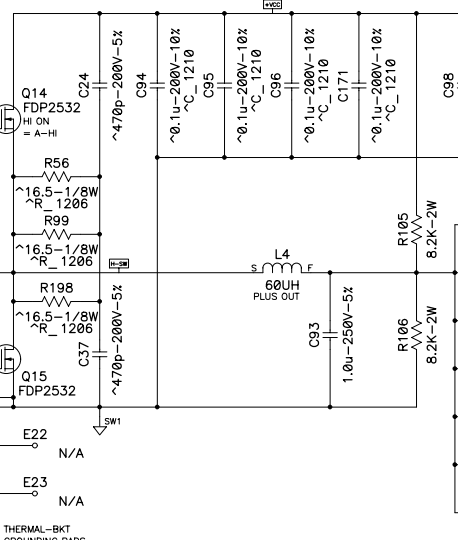 +VCC
Q14
FDP2532
HI ON
= A-HI
C24
^470p-200V-5%
C94
^0.1u-200V-10%
^C_1210
C95
^0.1u-200V-10%
^C_1210
C96
^0.1u-200V-10%
^C_1210
C171
^0.1u-200V-10%
^C_1210
C98
R56
^16.5-1/8W
^R_1206
R99
^16.5-1/8W
^R_1206
H-SW
R198
^16.5-1/8W
^R_1206
C37
^470p-200V-5%
L4
S
F
60UH
PLUS OUT
C93
1.0u-250V-5%
R105
8.2K-2W
R106
8.2K-2W
Q15
FDP2532
SW1
E22
N/A
E23
N/A
THERMAL-BKT
GROUNDING PADS